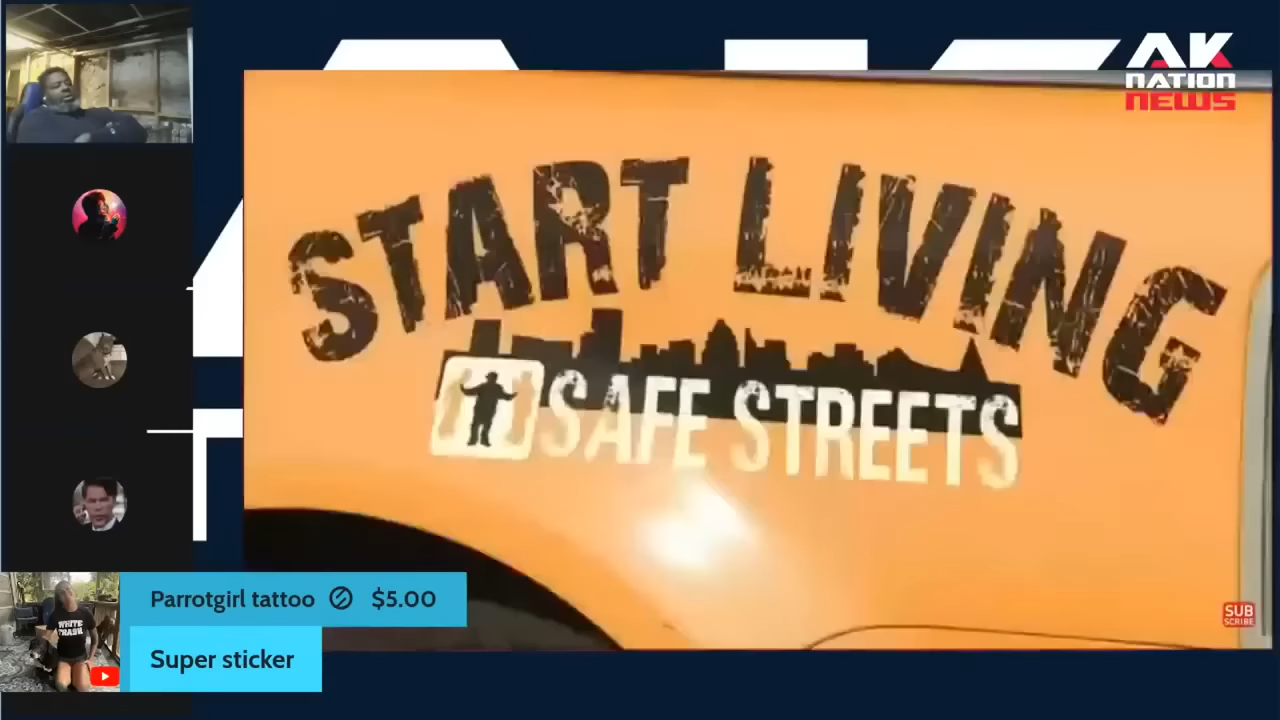 AK
NATION
NEWS
START LIVING
SAFE STREETS
SUB
SCRIBE
Parrotgirl tattoo $5.00
WHITE
TRASH
Super sticker